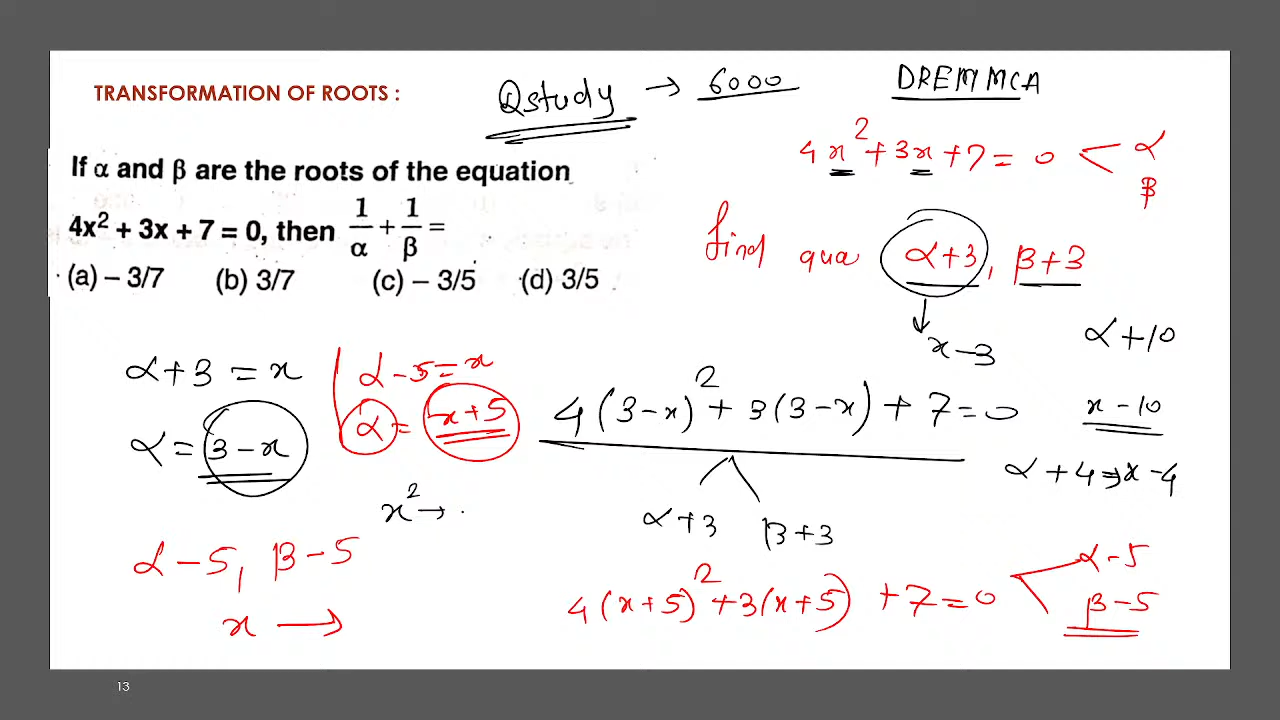 TRANSFORMATION OF ROOTS :
Qstudy → 6000
DREM MCA
If α and β are the roots of the equation
4x² + 3x + 7 = 0, then 1/α + 1/β =
(a) – 3/7 (b) 3/7 (c) – 3/5 (d) 3/5
4x² + 3x + 7 = 0 < α
β
find qua α+3, β+3
↓
x-3
α+10
x-10
α+4 ⇒ x-4
α+3 = x
α = 3-x
α-5 = x
α = x+5
4(3-x)² + 3(3-x) + 7 = 0
α+3 β+3
x² →
α-5, β-5
x →
4(x+5)² + 3(x+5) + 7 = 0
α-5
β-5
13